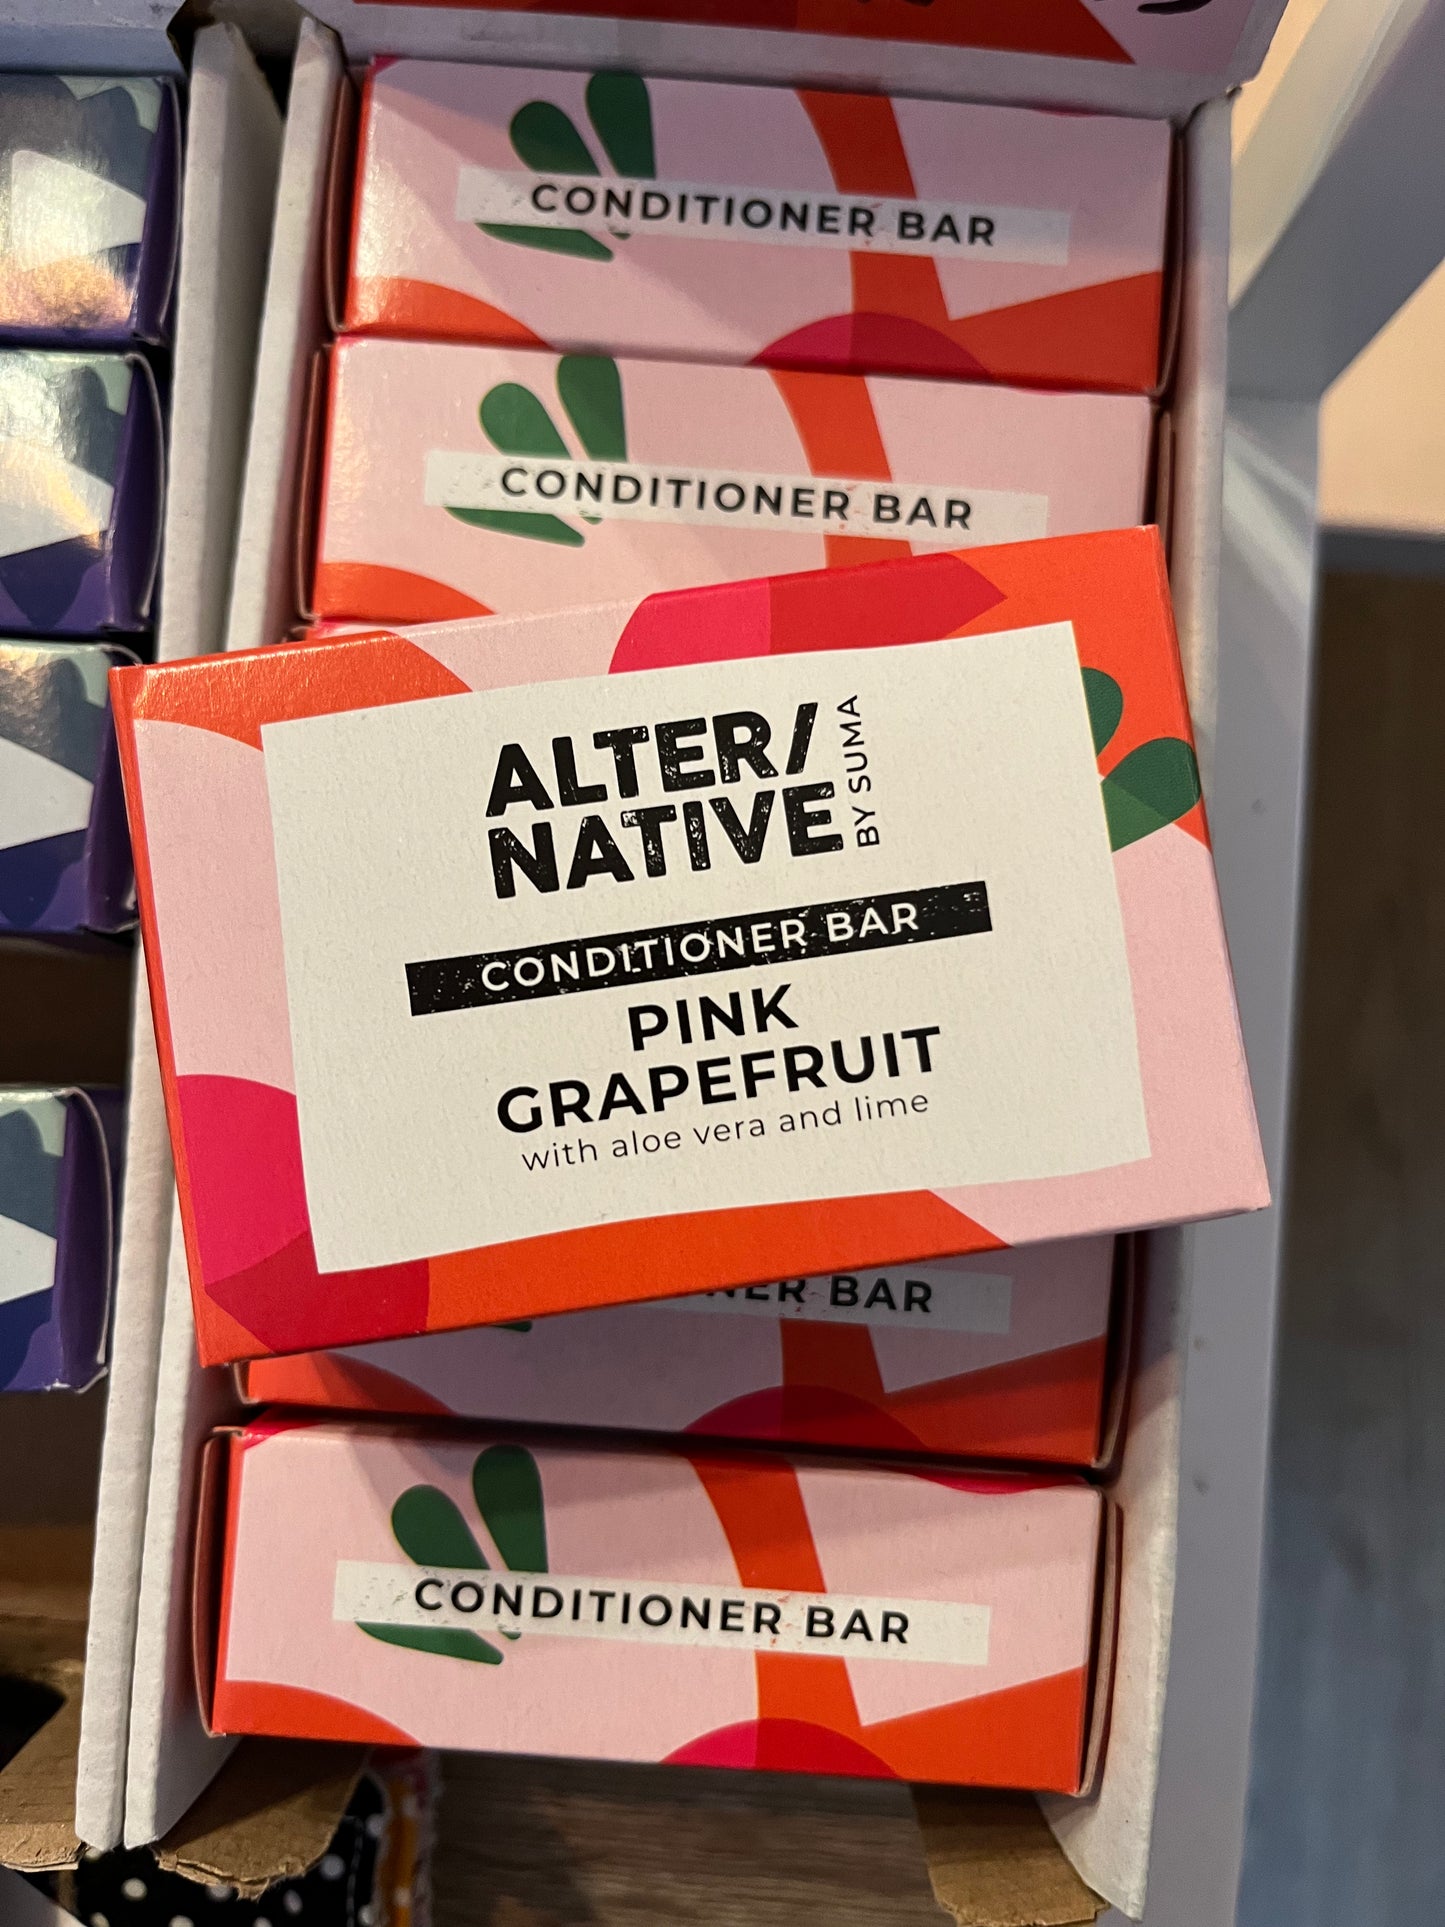 CONDITIONER BAR
CONDITIONER BAR
ALTER/
NATIVE
BY SUMA
CONDITIONER BAR
PINK
GRAPEFRUIT
with aloe vera and lime
BAR
CONDITIONER BAR